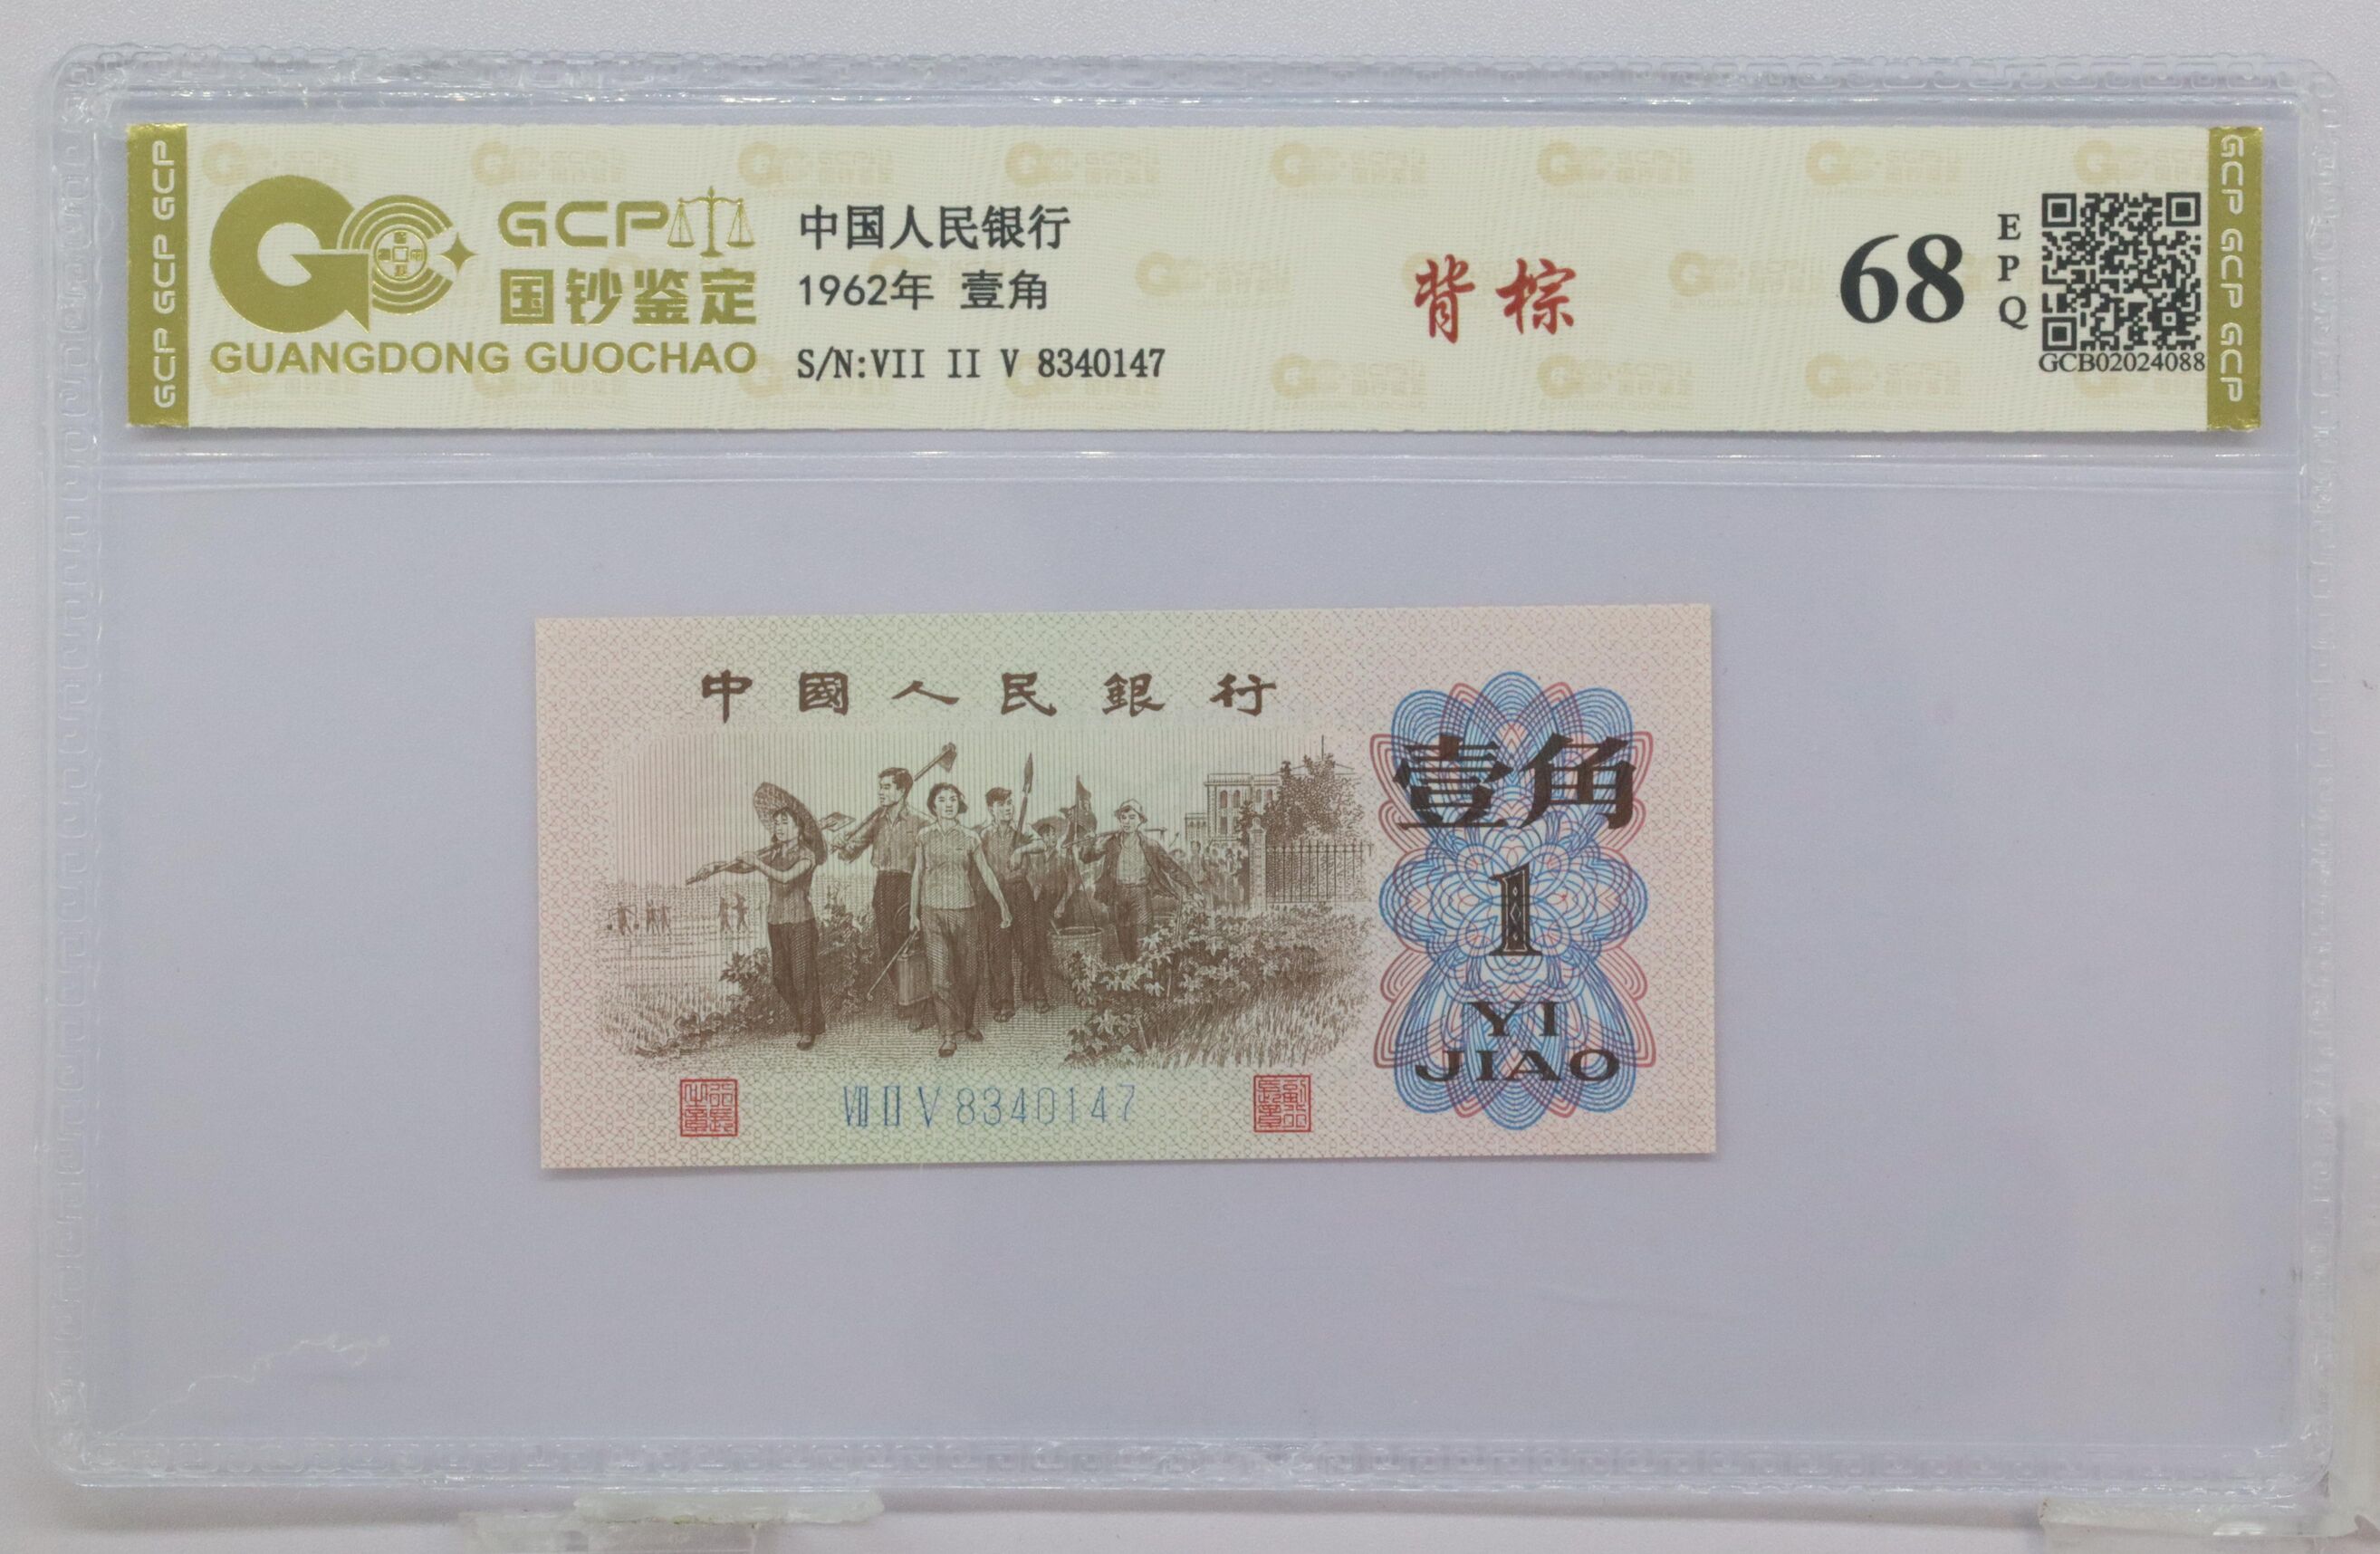 GCP GCP GCP
GCP
国钞鉴定
GUANGDONG GUOCHAO
中国人民银行
1962年 壹角
S/N:VII II V 8340147
背棕
68
EPQ
GCB02024088
GCP GCP GCP
中國人民銀行
壹角
1
YI
JIAO
VII II V 8340147